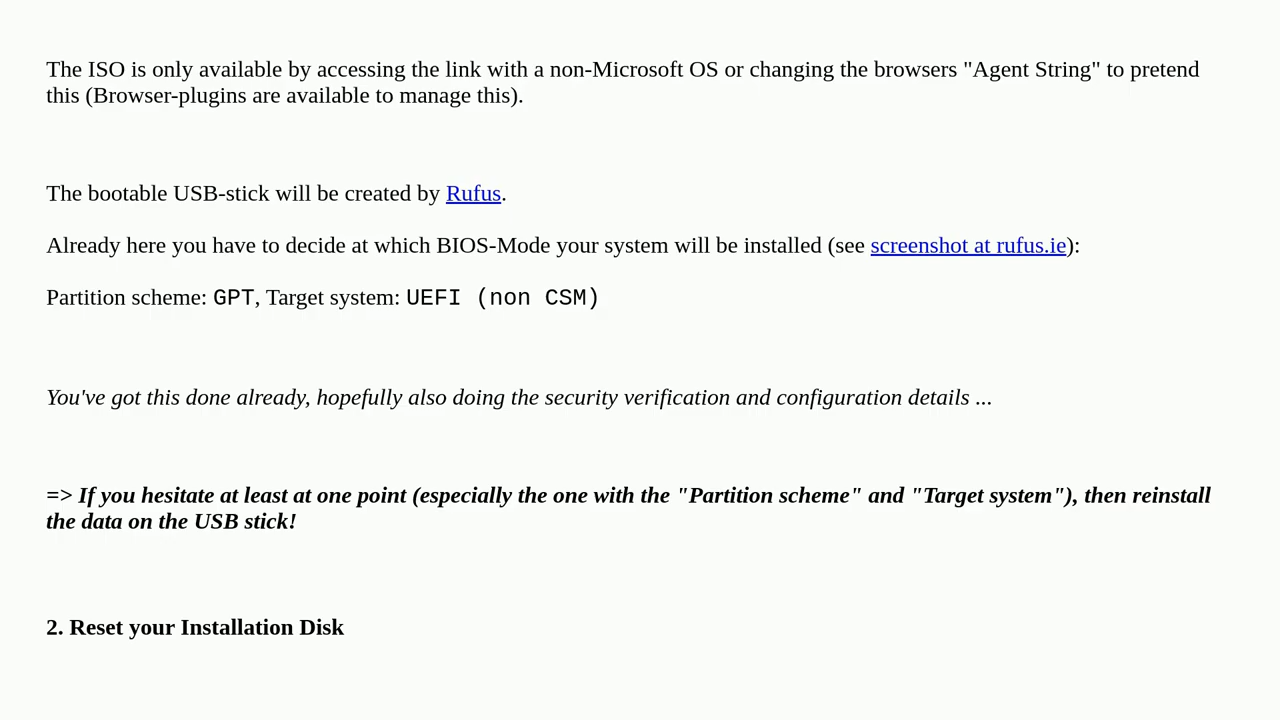 The ISO is only available by accessing the link with a non-Microsoft OS or changing the browsers "Agent String" to pretend
this (Browser-plugins are available to manage this).
The bootable USB-stick will be created by Rufus.
Already here you have to decide at which BIOS-Mode your system will be installed (see screenshot at rufus.ie):
Partition scheme: GPT, Target system: UEFI (non CSM)
You've got this done already, hopefully also doing the security verification and configuration details ...
=> If you hesitate at least at one point (especially the one with the "Partition scheme" and "Target system"), then reinstall
the data on the USB stick!
2. Reset your Installation Disk